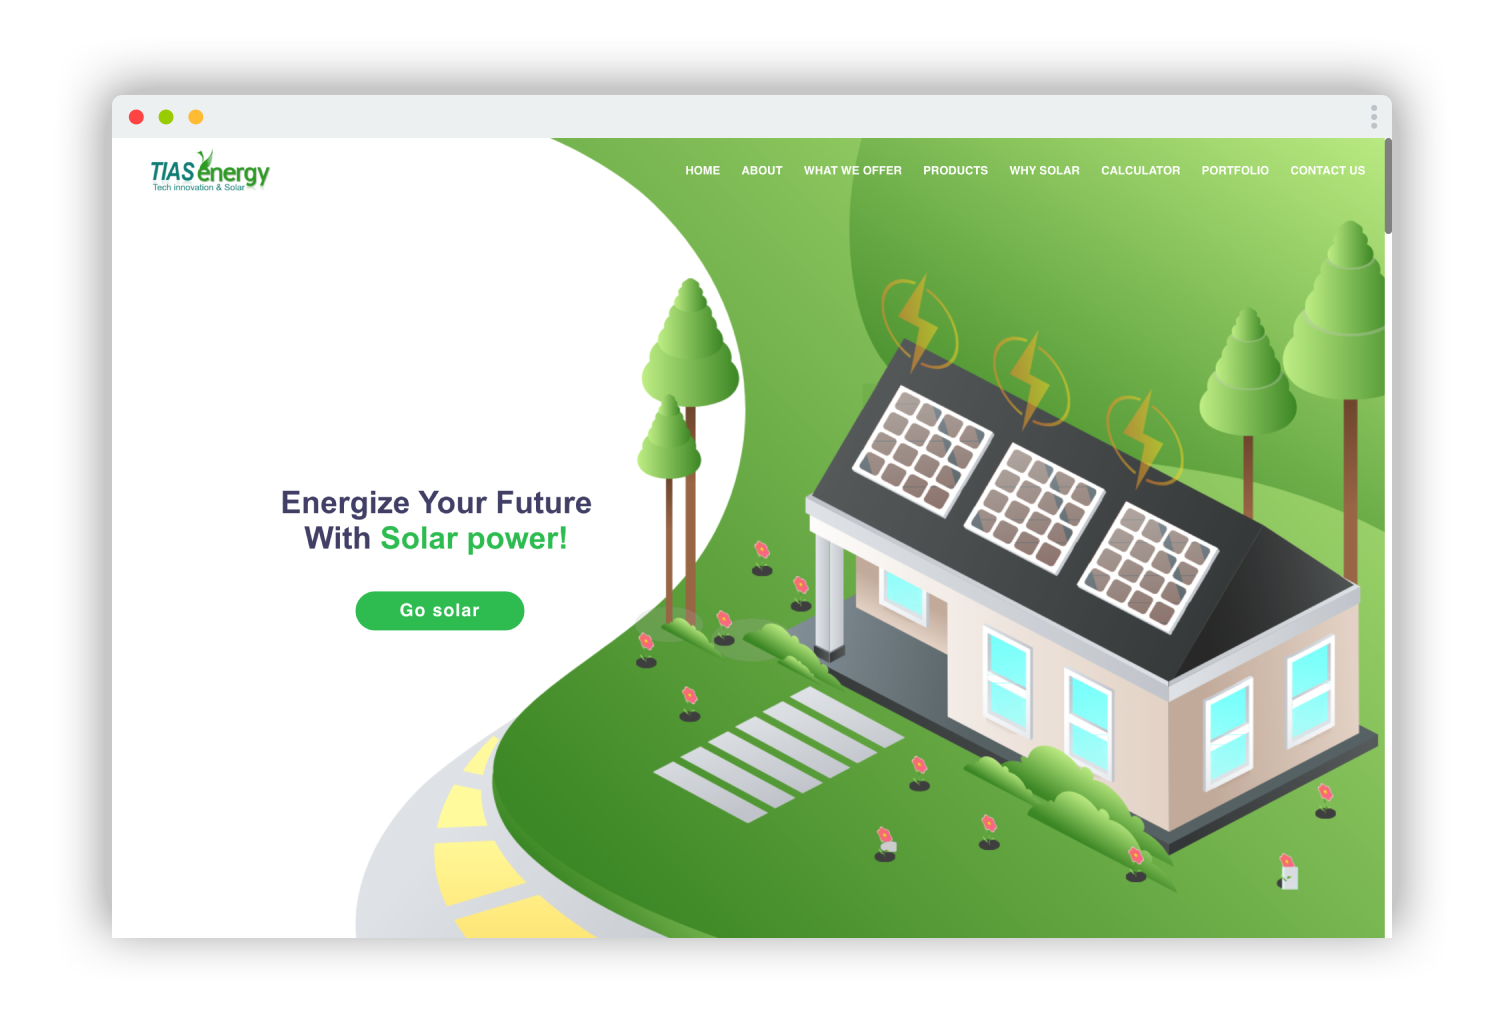 TIAS energy
Tech innovation & Solar
HOME ABOUT WHAT WE OFFER PRODUCTS WHY SOLAR CALCULATOR PORTFOLIO CONTACT US
Energize Your Future
With Solar power!
Go solar